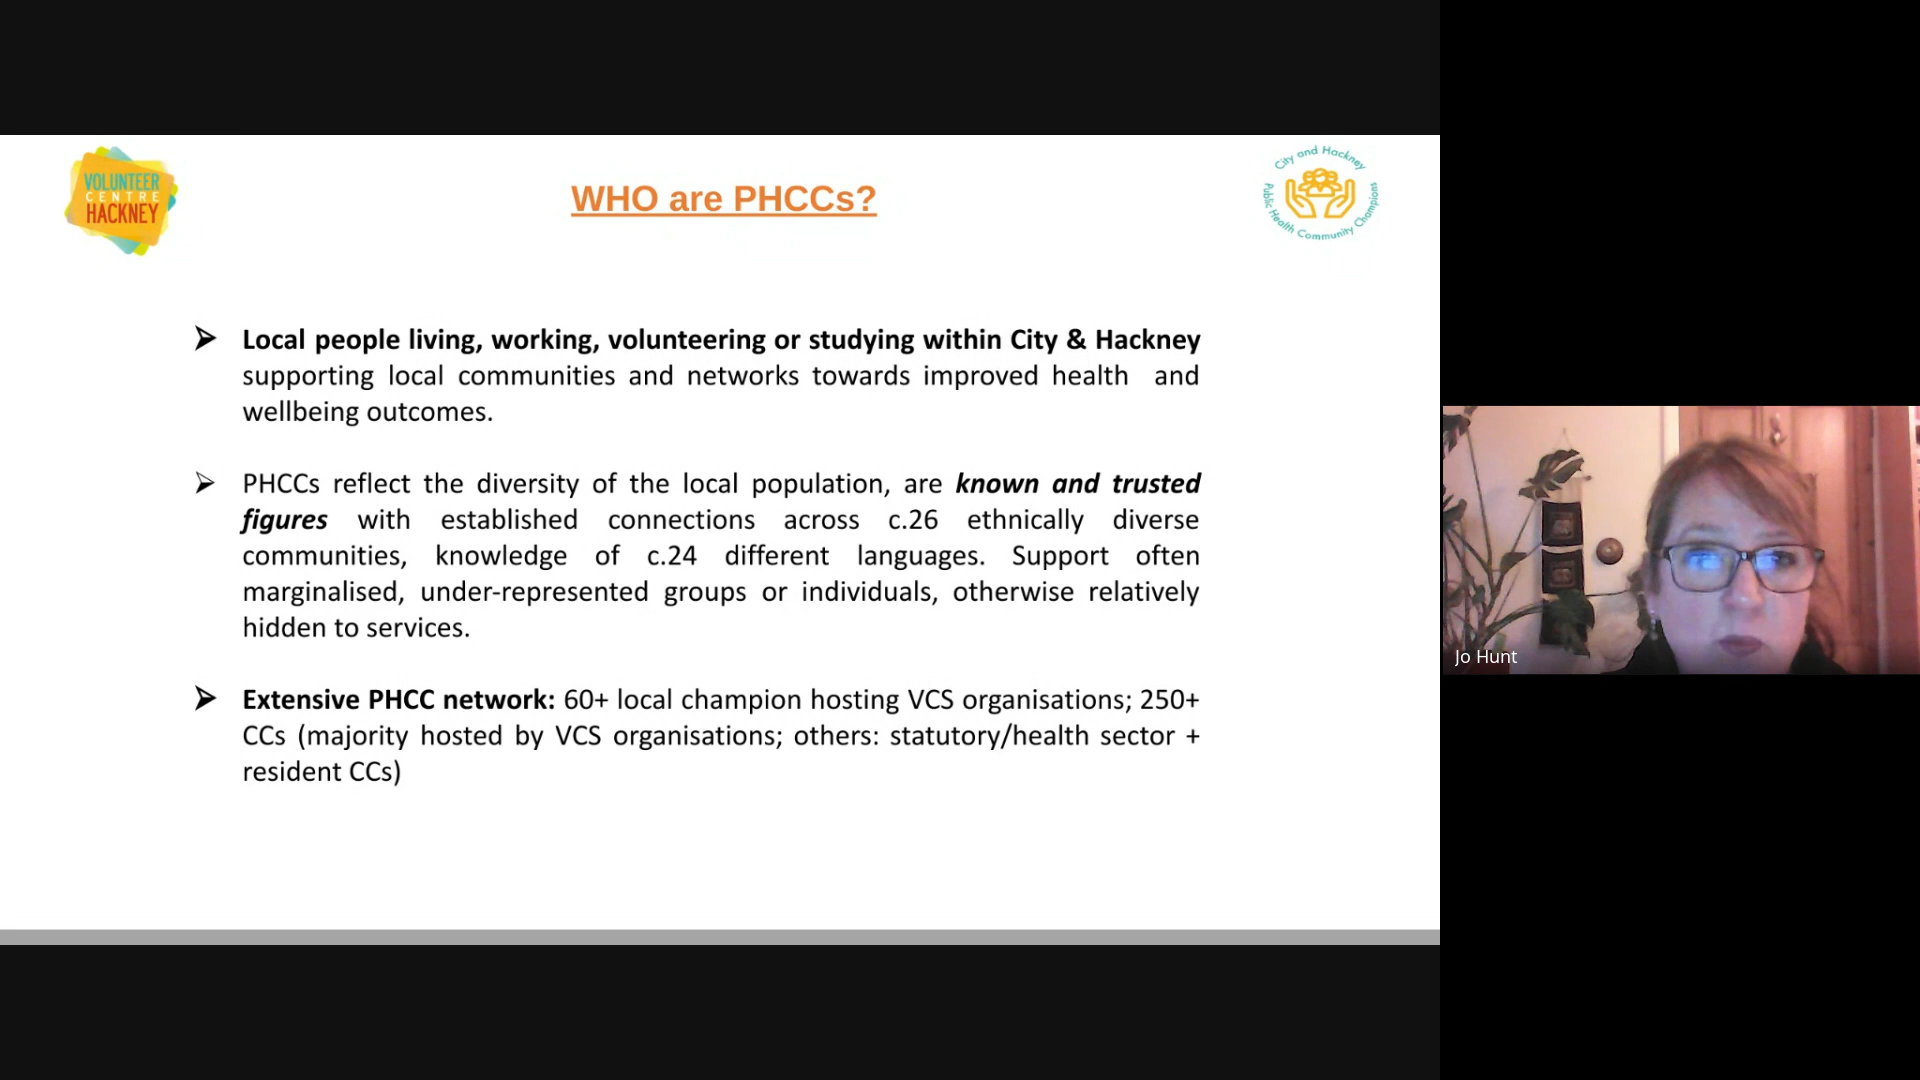 VOLUNTEER
CENTRE
HACKNEY
WHO are PHCCs?
City and Hackney
Public Health Community Champions
Local people living, working, volunteering or studying within City & Hackney
supporting local communities and networks towards improved health and
wellbeing outcomes.
PHCCs reflect the diversity of the local population, are known and trusted
figures with established connections across c.26 ethnically diverse
communities, knowledge of c.24 different languages. Support often
marginalised, under-represented groups or individuals, otherwise relatively
hidden to services.
Extensive PHCC network: 60+ local champion hosting VCS organisations; 250+
CCs (majority hosted by VCS organisations; others: statutory/health sector +
resident CCs)
Jo Hunt